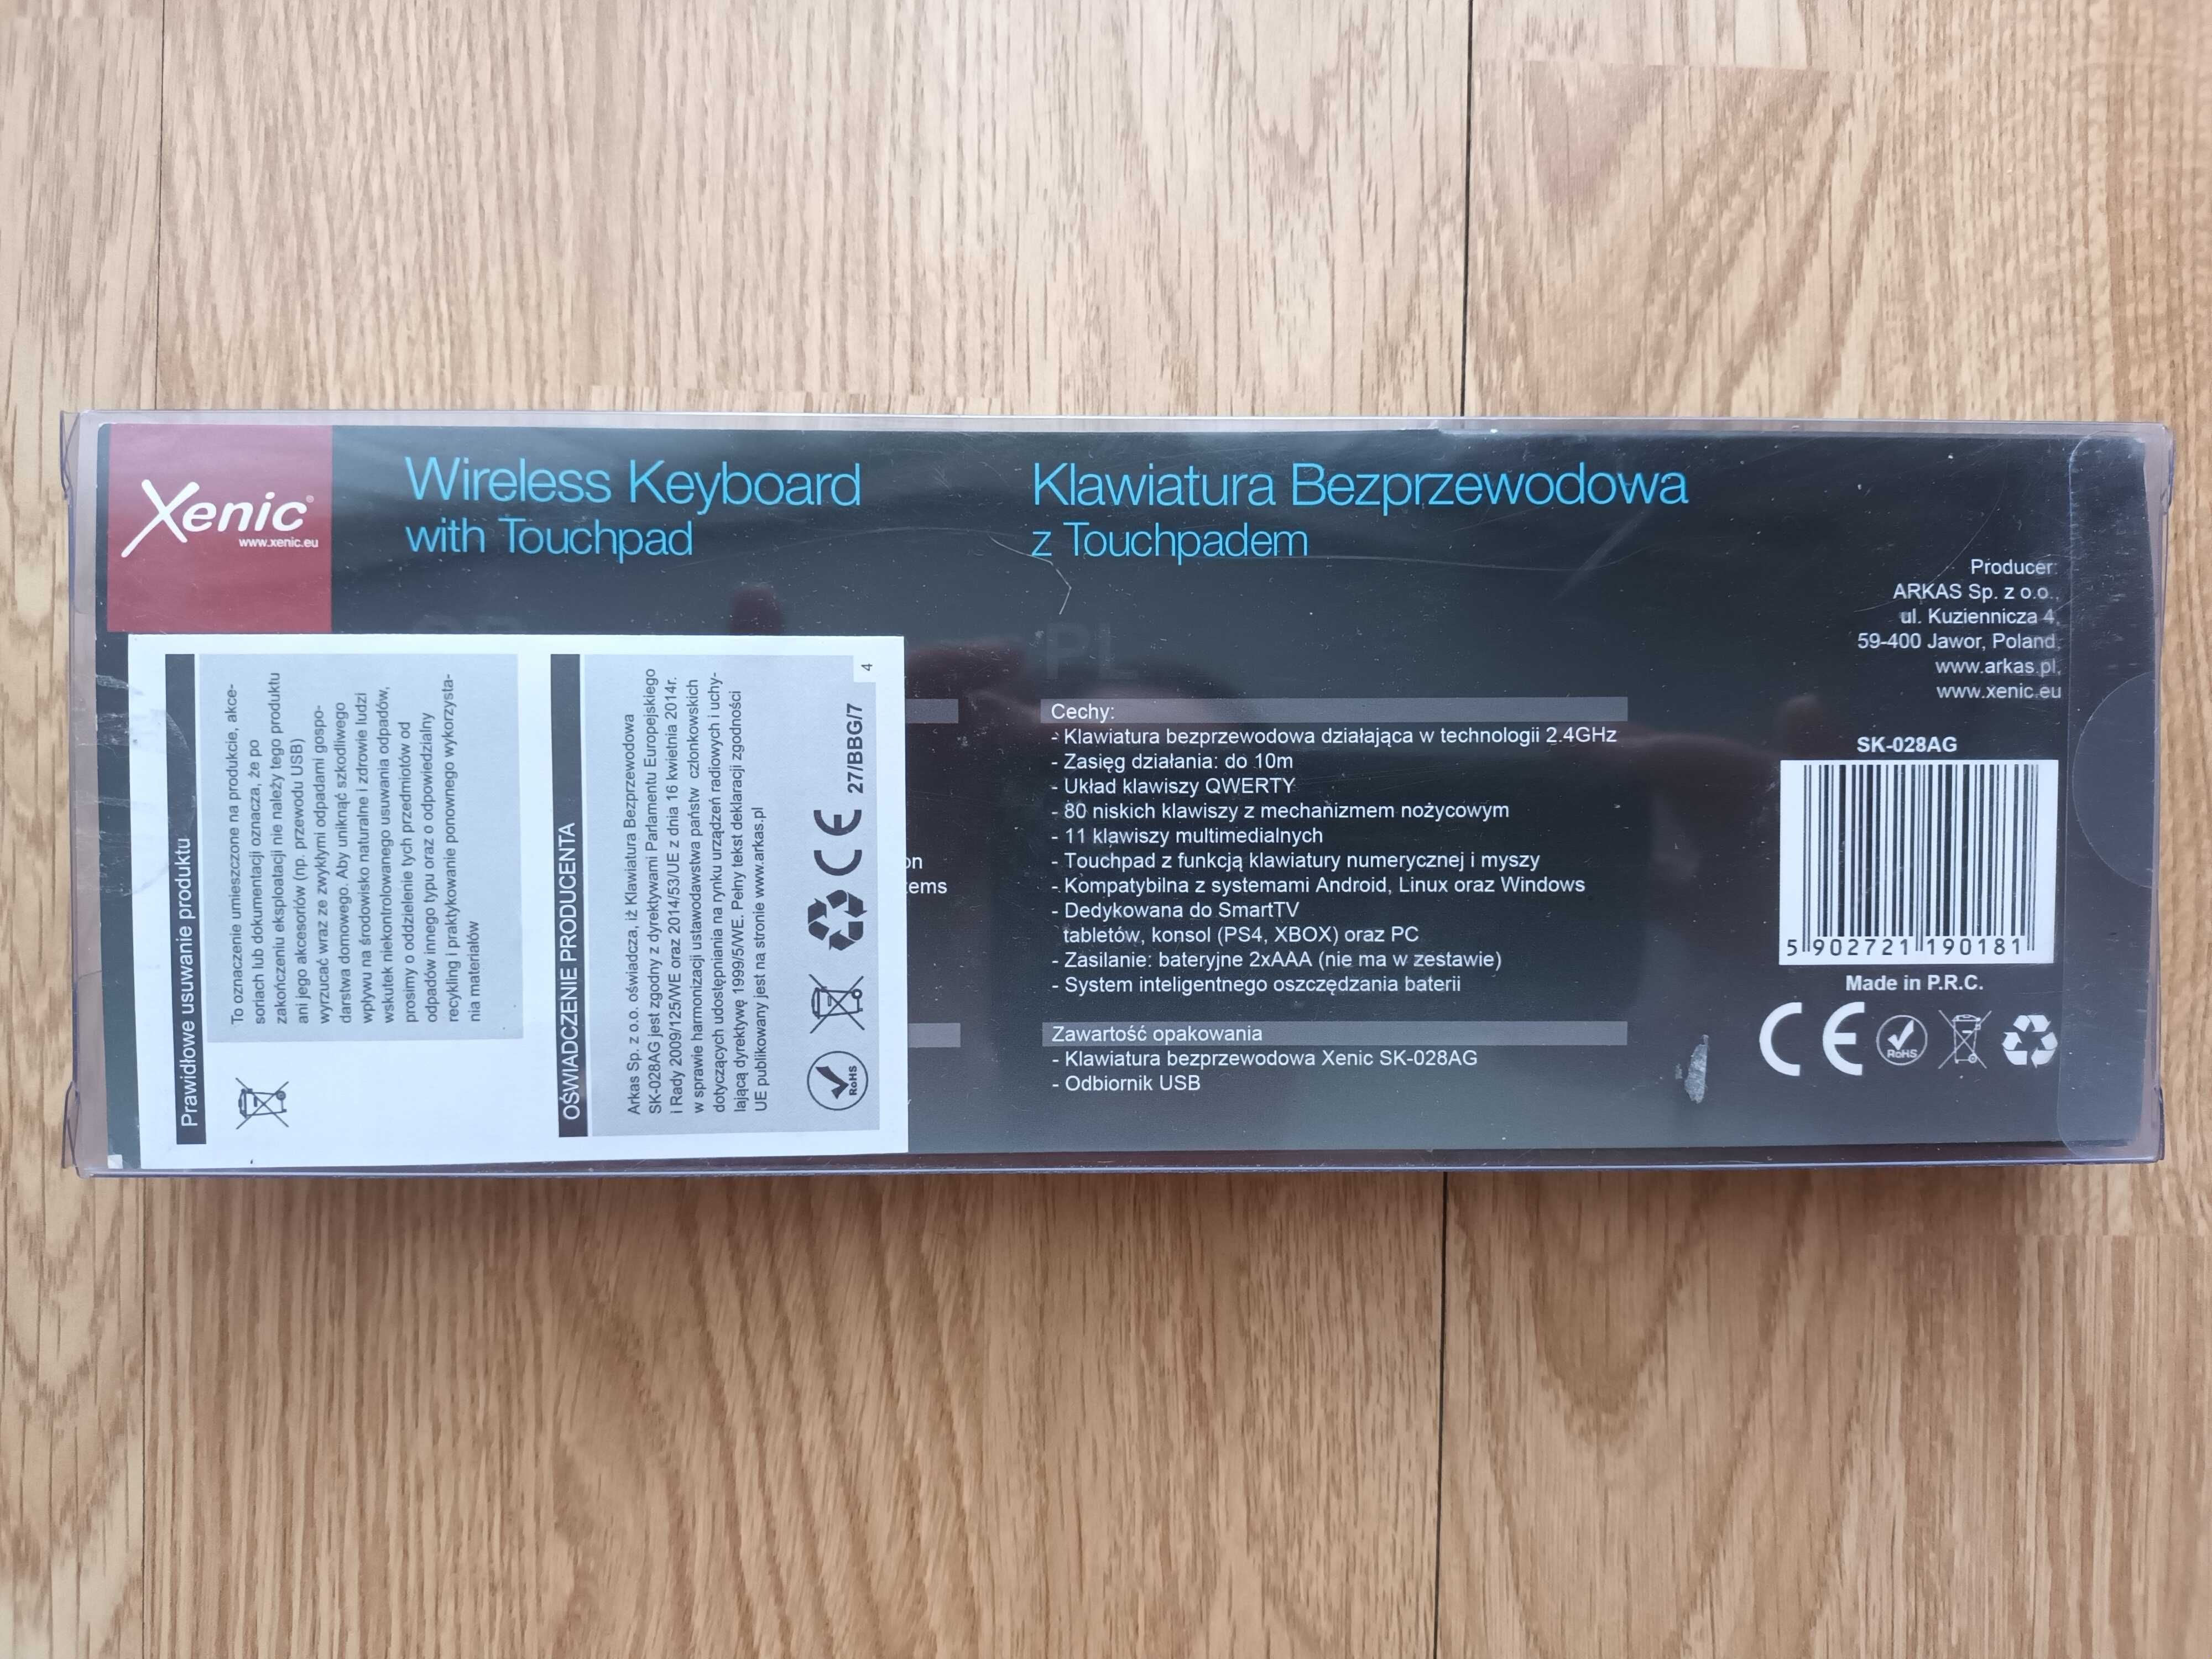 Xenic®
www.xenic.eu
Wireless Keyboard
with Touchpad
Klawiatura Bezprzewodowa
z Touchpadem
Prawidłowe usuwanie produktu
To oznaczenie umieszczone na produkcie, akce-
soriach lub dokumentacji oznacza, że po
zakończeniu eksploatacji nie należy tego produktu
ani jego akcesoriów (np. przewodu USB)
wyrzucać wraz ze zwykłymi odpadami gospo-
darstwa domowego. Aby uniknąć szkodliwego
wpływu na środowisko naturalne i zdrowie ludzi
wskutek niekontrolowanego usuwania odpadów,
prosimy o oddzielenie tych przedmiotów od
odpadów innego typu oraz o odpowiedzialny
recykling i praktykowanie ponownego wykorzysta-
nia materiałów
OŚWIADCZENIE PRODUCENTA
Arkas Sp. z o.o. oświadcza, iż Klawiatura Bezprzewodowa
SK-028AG jest zgodny z dyrektywami Parlamentu Europejskiego
i Rady 2009/125/WE oraz 2014/53/UE z dnia 16 kwietnia 2014r.
w sprawie harmonizacji ustawodawstwa państw członkowskich
dotyczących udostępniania na rynku urządzeń radiowych i uchy-
lającą dyrektywę 1999/5/WE. Pełny tekst deklaracji zgodności
UE publikowany jest na stronie www.arkas.pl
RoHS
CE
27/BBG/7
4
on
tems
PL
Cechy:
- Klawiatura bezprzewodowa działająca w technologii 2.4GHz
- Zasięg działania: do 10m
- Układ klawiszy QWERTY
- 80 niskich klawiszy z mechanizmem nożycowym
- 11 klawiszy multimedialnych
- Touchpad z funkcją klawiatury numerycznej i myszy
- Kompatybilna z systemami Android, Linux oraz Windows
- Dedykowana do SmartTV
tabletów, konsol (PS4, XBOX) oraz PC
- Zasilanie: bateryjne 2xAAA (nie ma w zestawie)
- System inteligentnego oszczędzania baterii
Zawartość opakowania
- Klawiatura bezprzewodowa Xenic SK-028AG
- Odbiornik USB
Producer:
ARKAS Sp. z o.o.,
ul. Kuziennicza 4,
59-400 Jawor, Poland,
www.arkas.pl,
www.xenic.eu
SK-028AG
5 902721 190181
Made in P.R.C.
CE
RoHS